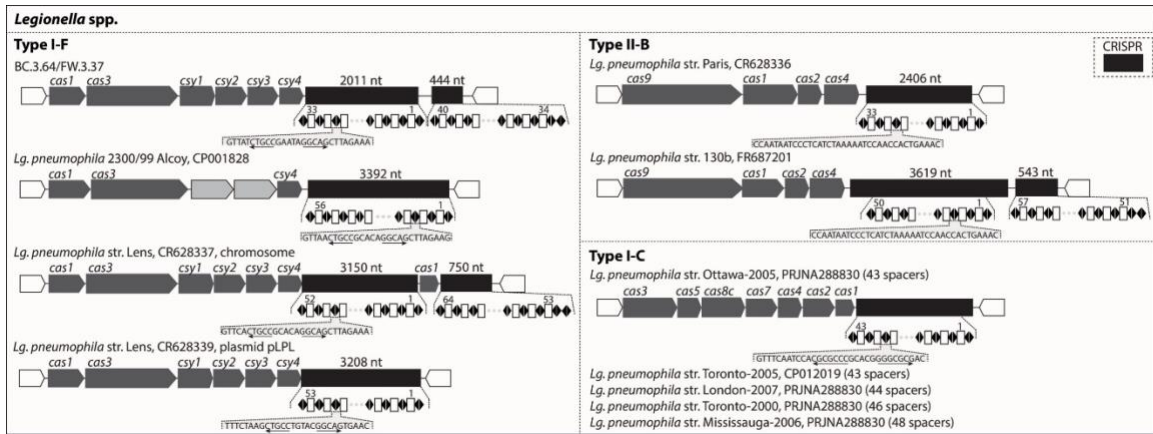 Legionella spp.
Type I-F
BC.3.64/FW.3.37
cas1 cas3 csy1 csy2 csy3 csy4 2011 nt 444 nt
33 1 40 34
GTTATCTGCCGAATAGGCAGCTTAGAAA
Lg. pneumophila 2300/99 Alcoy, CP001828
cas1 cas3 csy4 3392 nt
56 1
GTTAACTGCCGCACAGGCAGCTTAGAAG
Lg. pneumophila str. Lens, CR628337, chromosome
cas1 cas3 csy1 csy2 csy3 csy4 3150 nt cas1 750 nt
52 1 64 53
GTTCACTGCCGCACAGGCAGCTTAGAAA
Lg. pneumophila str. Lens, CR628339, plasmid pLPL
cas1 cas3 csy1 csy2 csy3 csy4 3208 nt
53 1
TTTCTAAGCTGCCTGTACGGCAGTGAAC
Type II-B
CRISPR
Lg. pneumophila str. Paris, CR628336
cas9 cas1 cas2 cas4 2406 nt
33 1
CCAATAATCCCTCATCTAAAAATCCAACCACTGAAAC
Lg. pneumophila str. 130b, FR687201
cas9 cas1 cas2 cas4 3619 nt 543 nt
50 1 57 51
CCAATAATCCCTCATCTAAAAATCCAACCACTGAAAC
Type I-C
Lg. pneumophila str. Ottawa-2005, PRJNA288830 (43 spacers)
cas3 cas5 cas8c cas7 cas4 cas2 cas1
43 1
GTTTCAATCCACGCGCCCGCACGGGGCGCGAC
Lg. pneumophila str. Toronto-2005, CP012019 (43 spacers)
Lg. pneumophila str. London-2007, PRJNA288830 (44 spacers)
Lg. pneumophila str. Toronto-2000, PRJNA288830 (46 spacers)
Lg. pneumophila str. Mississauga-2006, PRJNA288830 (48 spacers)